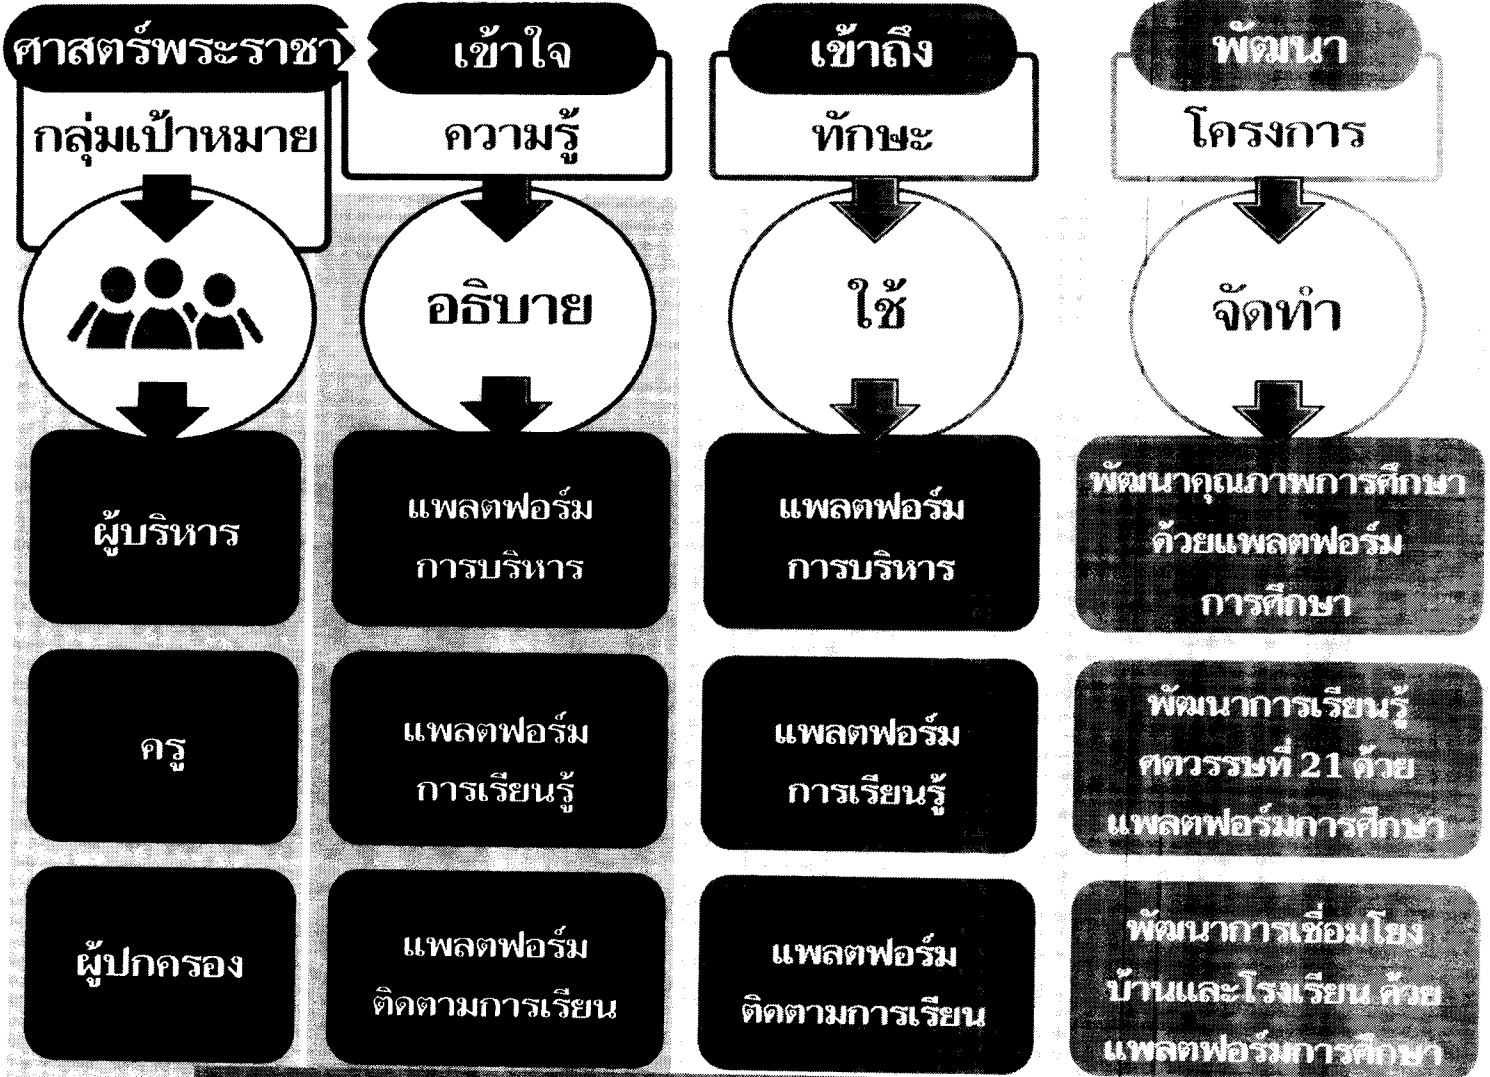 ศาสตร์พระราชา
เข้าใจ
เข้าถึง
พัฒนา
กลุ่มเป้าหมาย
ความรู้
ทักษะ
โครงการ
อธิบาย
ใช้
จัดทำ
ผู้บริหาร
แพลตฟอร์ม
การบริหาร
แพลตฟอร์ม
การบริหาร
พัฒนาคุณภาพการศึกษา
ด้วยแพลตฟอร์ม
การศึกษา
ครู
แพลตฟอร์ม
การเรียนรู้
แพลตฟอร์ม
การเรียนรู้
พัฒนาการเรียนรู้
ศตวรรษที่ 21 ด้วย
แพลตฟอร์มการศึกษา
ผู้ปกครอง
แพลตฟอร์ม
ติดตามการเรียน
แพลตฟอร์ม
ติดตามการเรียน
พัฒนาการเชื่อมโยง
บ้านและโรงเรียน ด้วย
แพลตฟอร์มการศึกษา